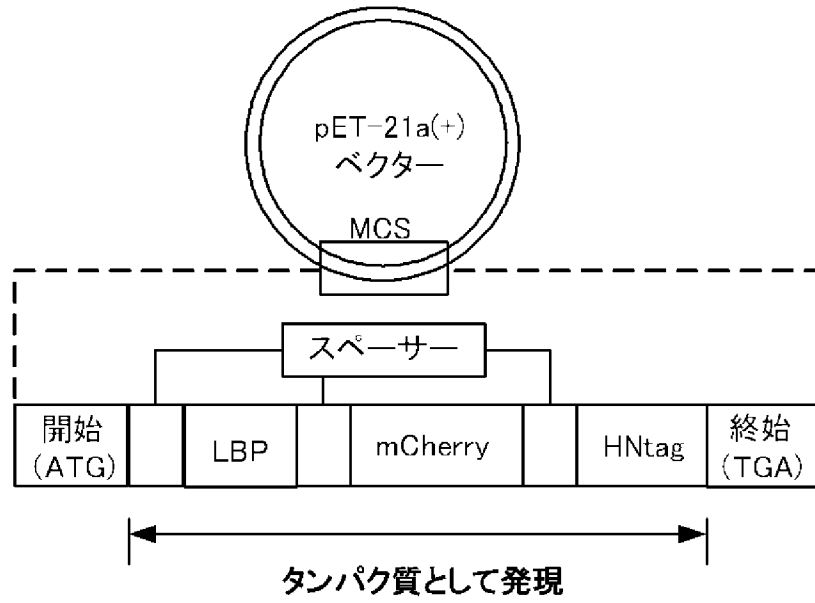 pET-21a(+)
ベクター
MCS
スペーサー
開始
(ATG)
LBP
mCherry
HNtag
終始
(TGA)
タンパク質として発現